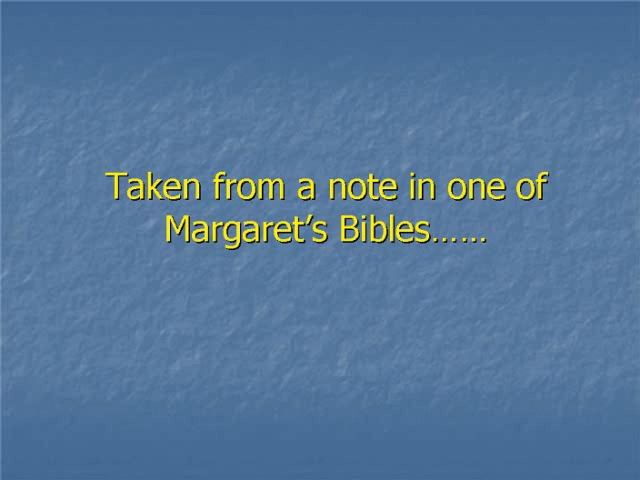 Taken from a note in one of
Margaret’s Bibles……